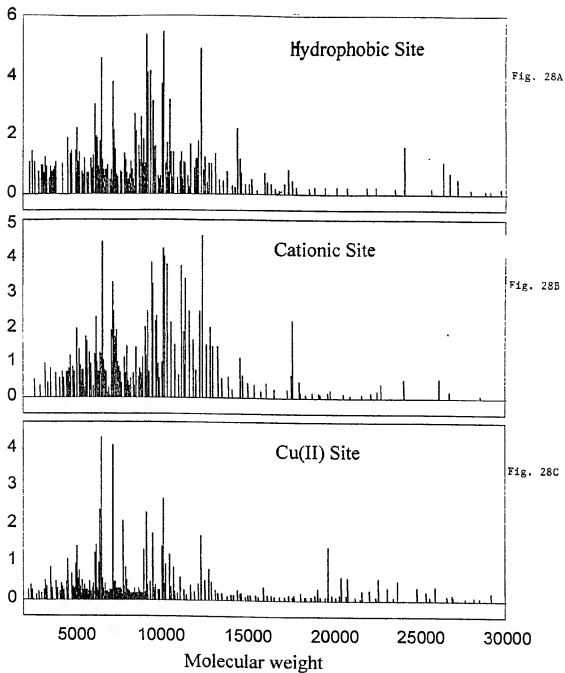 6
4
2
0
Hydrophobic Site
Fig. 28A
5
4
3
2
1
0
Cationic Site
Fig. 28B
4
3
2
1
0
Cu(II) Site
Fig. 28C
5000 10000 15000 20000 25000 30000
Molecular weight